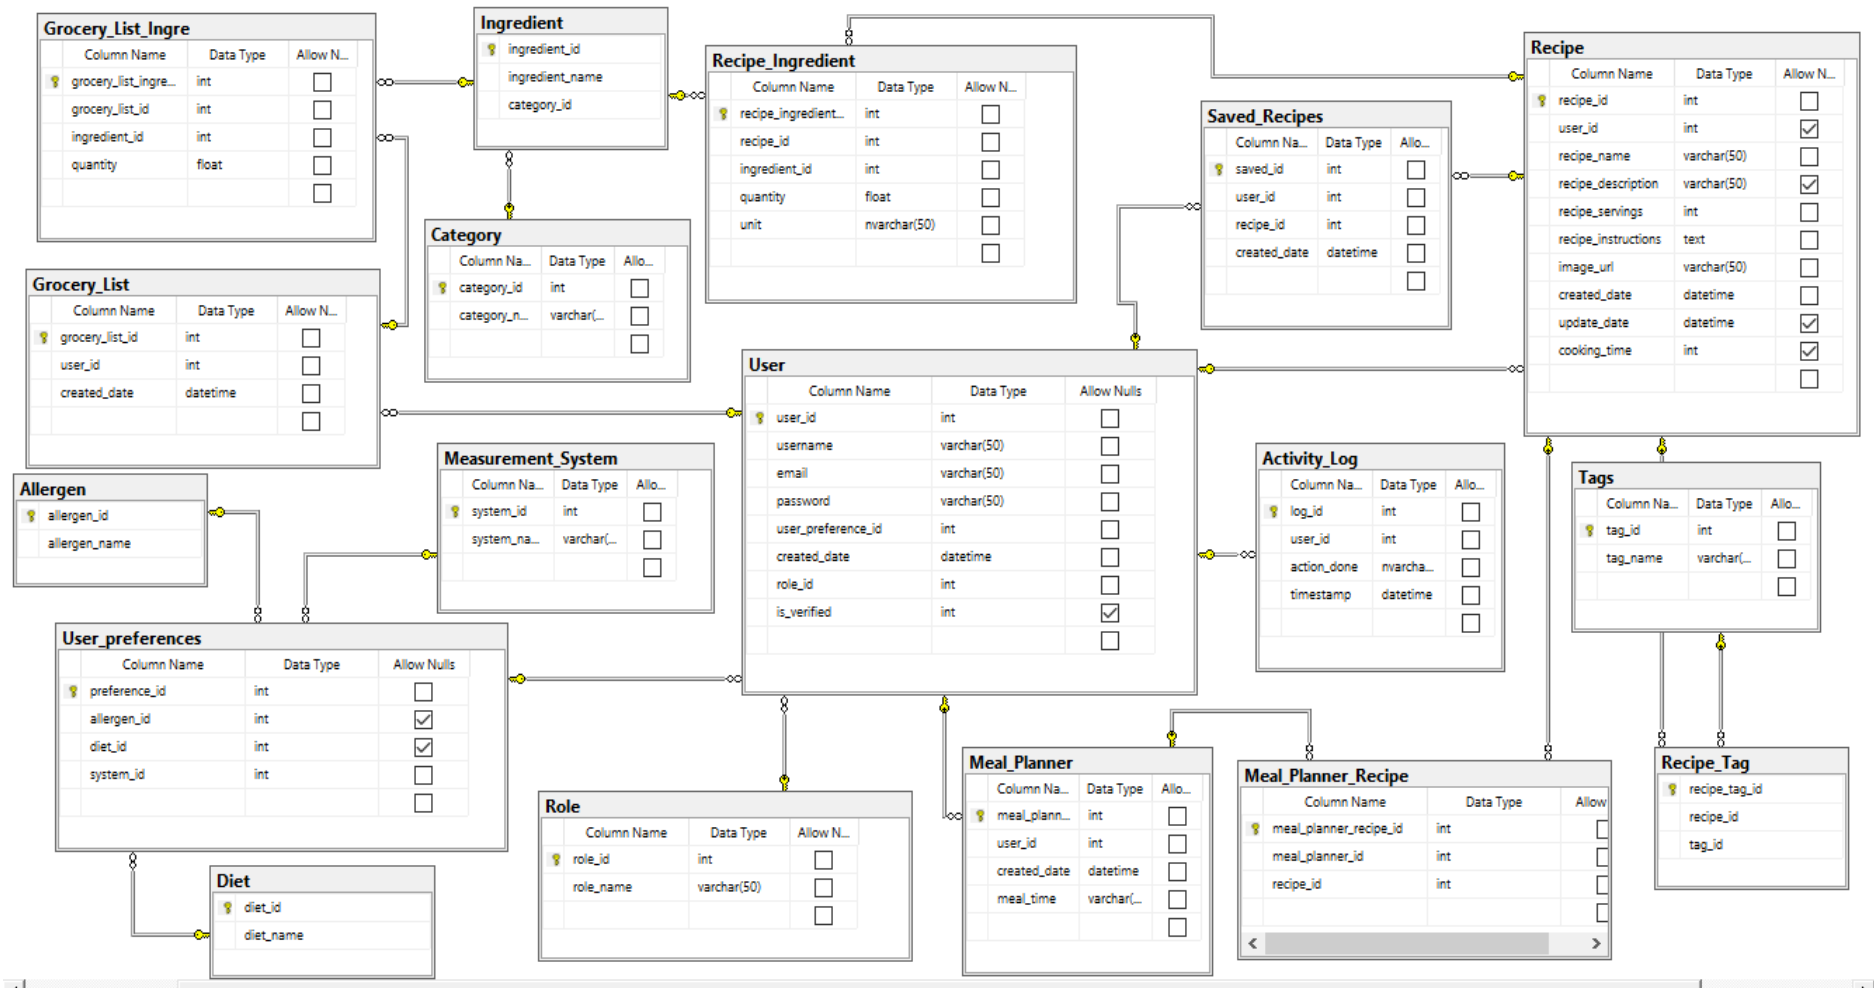 Grocery_List_Ingre
Column Name Data Type Allow N...
grocery_list_ingre... int
grocery_list_id int
ingredient_id int
quantity float
Ingredient
ingredient_id
ingredient_name
category_id
Recipe_Ingredient
Column Name Data Type Allow N...
recipe_ingredient... int
recipe_id int
ingredient_id int
quantity float
unit nvarchar(50)
Saved_Recipes
Column Na... Data Type Allo...
saved_id int
user_id int
recipe_id int
created_date datetime
Recipe
Column Name Data Type Allow N...
recipe_id int
user_id int
recipe_name varchar(50)
recipe_description varchar(50)
recipe_servings int
recipe_instructions text
image_url varchar(50)
created_date datetime
update_date datetime
cooking_time int
Category
Column Na... Data Type Allo...
category_id int
category_n... varchar(...
Grocery_List
Column Name Data Type Allow N...
grocery_list_id int
user_id int
created_date datetime
User
Column Name Data Type Allow Nulls
user_id int
username varchar(50)
email varchar(50)
password varchar(50)
user_preference_id int
created_date datetime
role_id int
is_verified int
Measurement_System
Column Na... Data Type Allo...
system_id int
system_na... varchar(...
Activity_Log
Column Na... Data Type Allo...
log_id int
user_id int
action_done nvarcha...
timestamp datetime
Tags
Column Na... Data Type Allo...
tag_id int
tag_name varchar(...
Allergen
allergen_id
allergen_name
User_preferences
Column Name Data Type Allow Nulls
preference_id int
allergen_id int
diet_id int
system_id int
Role
Column Name Data Type Allow N...
role_id int
role_name varchar(50)
Meal_Planner
Column Na... Data Type Allo...
meal_plann... int
user_id int
created_date datetime
meal_time varchar(...
Meal_Planner_Recipe
Column Name Data Type Allow
meal_planner_recipe_id int
meal_planner_id int
recipe_id int
Recipe_Tag
recipe_tag_id
recipe_id
tag_id
Diet
diet_id
diet_name